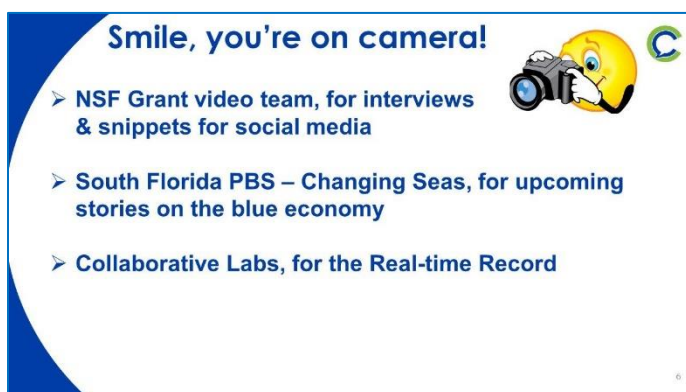 Smile, you’re on camera!
➢ NSF Grant video team, for interviews
& snippets for social media
➢ South Florida PBS – Changing Seas, for upcoming
stories on the blue economy
➢ Collaborative Labs, for the Real-time Record
6